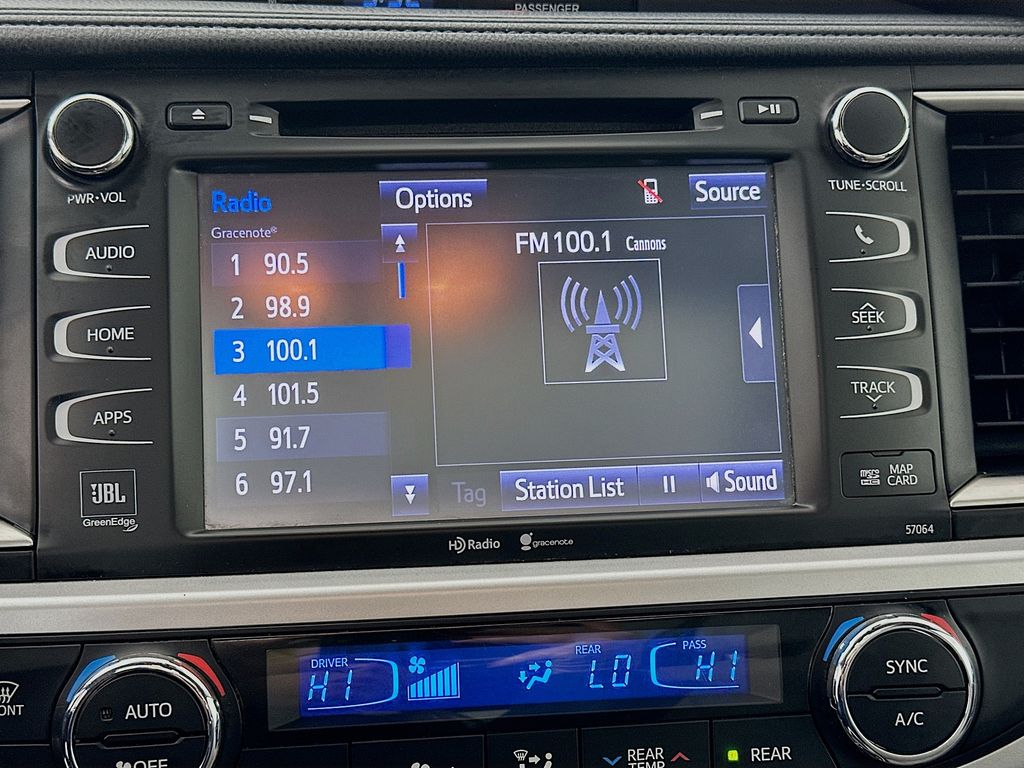 PASSENGER
PWR•VOL
TUNE•SCROLL
AUDIO
HOME
APPS
JBL
GreenEdge
Radio
Options
Source
Gracenote®
1 90.5
2 98.9
3 100.1
4 101.5
5 91.7
6 97.1
FM 100.1 Cannons
Tag
Station List
Sound
SEEK
TRACK
micro SD HC
MAP CARD
57064
HD Radio
gracenote
DRIVER
HI
REAR
LO
PASS
HI
AUTO
OFF
SYNC
A/C
REAR TEMP
REAR